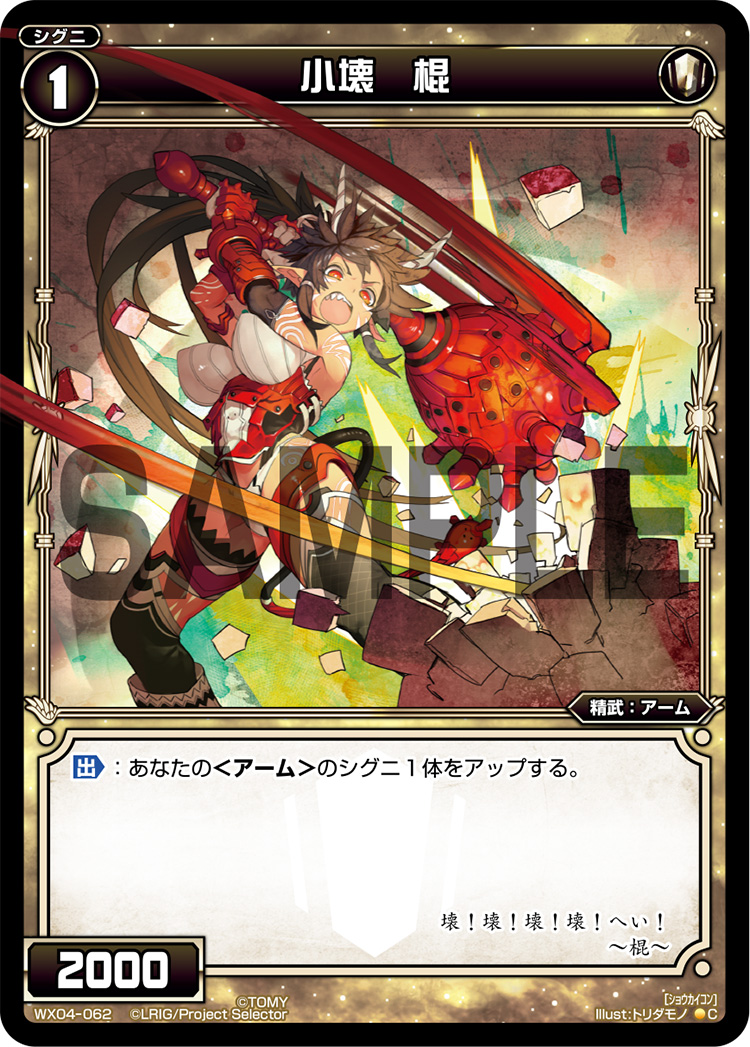 シグニ
1
小壊　棍
SAMPLE
精武：アーム
出：あなたの<アーム>のシグニ１体をアップする。
壊！壊！壊！壊！へい！
～棍～
2000
©TOMY
[ショウカイコン]
WX04-062 ©LRIG/Project Selector
Illust:トリダモノ C